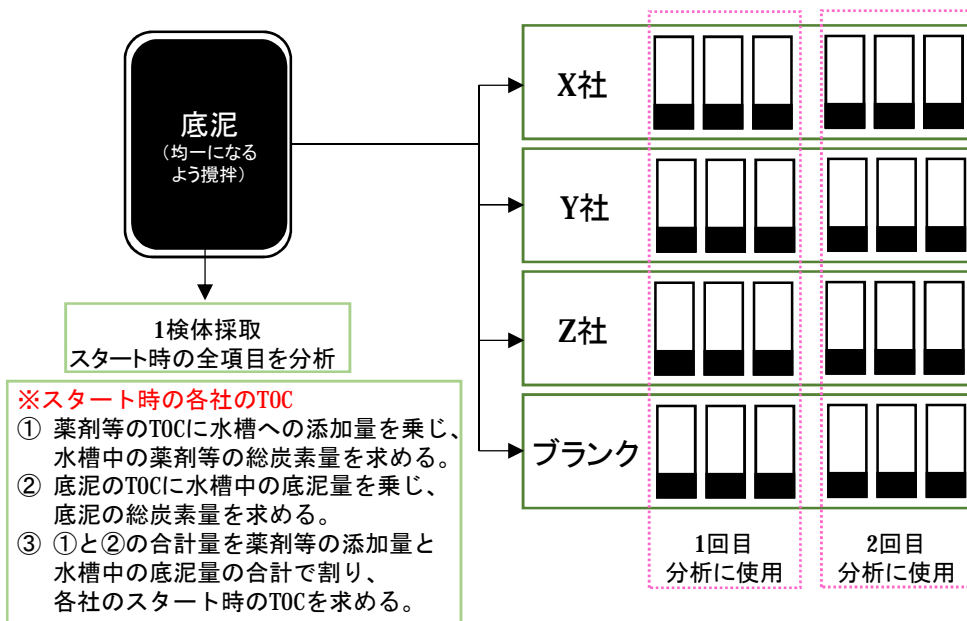 底泥
(均一になる
よう攪拌)
1検体採取
スタート時の全項目を分析
※スタート時の各社のTOC
① 薬剤等のTOCに水槽への添加量を乗じ、
水槽中の薬剤等の総炭素量を求める。
② 底泥のTOCに水槽中の底泥量を乗じ、
底泥の総炭素量を求める。
③ ①と②の合計量を薬剤等の添加量と
水槽中の底泥量の合計で割り、
各社のスタート時のTOCを求める。
X社
Y社
Z社
ブランク
1回目
分析に使用
2回目
分析に使用